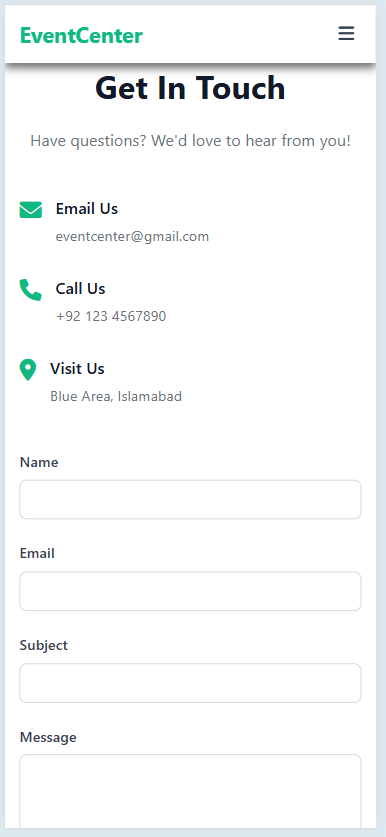 EventCenter
Get In Touch
Have questions? We'd love to hear from you!
Email Us
eventcenter@gmail.com
Call Us
+92 123 4567890
Visit Us
Blue Area, Islamabad
Name
Email
Subject
Message